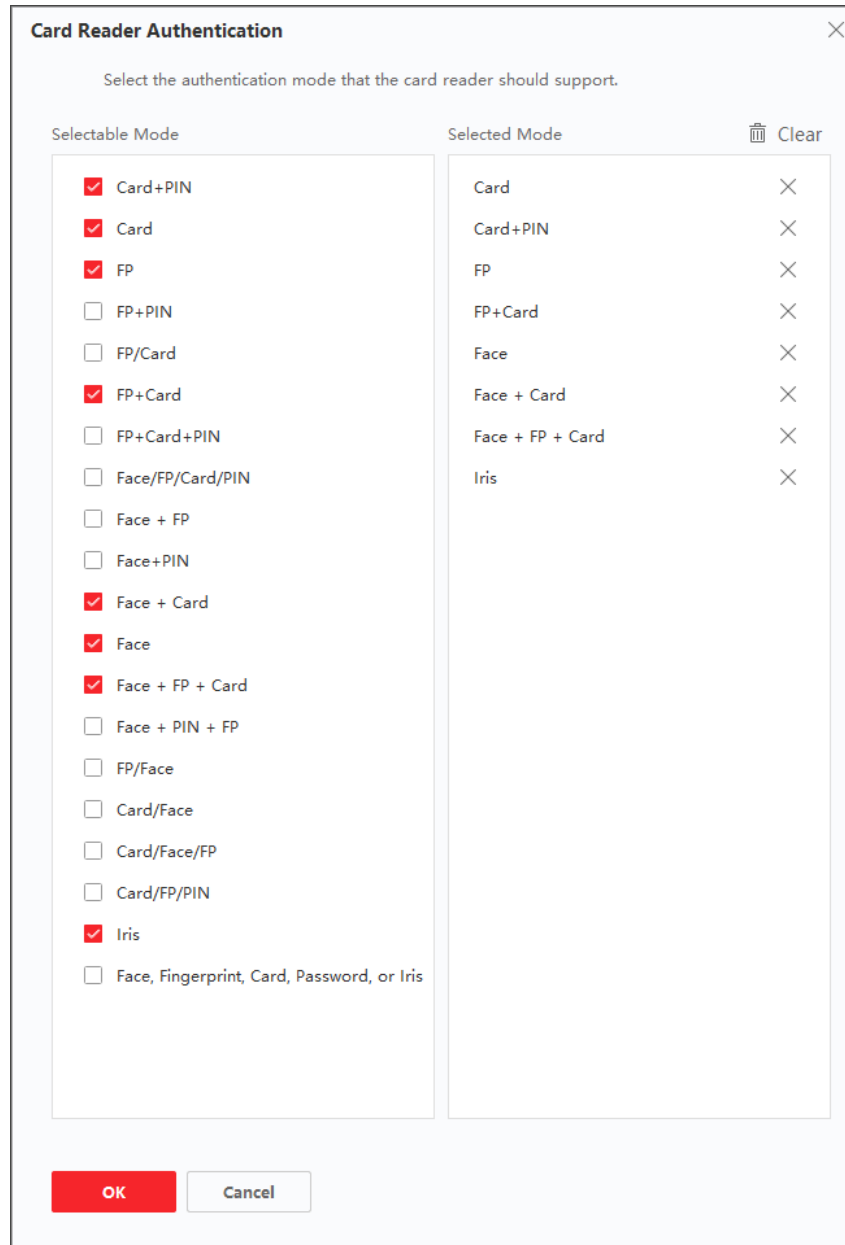 Card Reader Authentication
Select the authentication mode that the card reader should support.
Selectable Mode
Card+PIN
Card
FP
FP+PIN
FP/Card
FP+Card
FP+Card+PIN
Face/FP/Card/PIN
Face + FP
Face+PIN
Face + Card
Face
Face + FP + Card
Face + PIN + FP
FP/Face
Card/Face
Card/Face/FP
Card/FP/PIN
Iris
Face, Fingerprint, Card, Password, or Iris
Selected Mode
Clear
Card
Card+PIN
FP
FP+Card
Face
Face + Card
Face + FP + Card
Iris
OK
Cancel